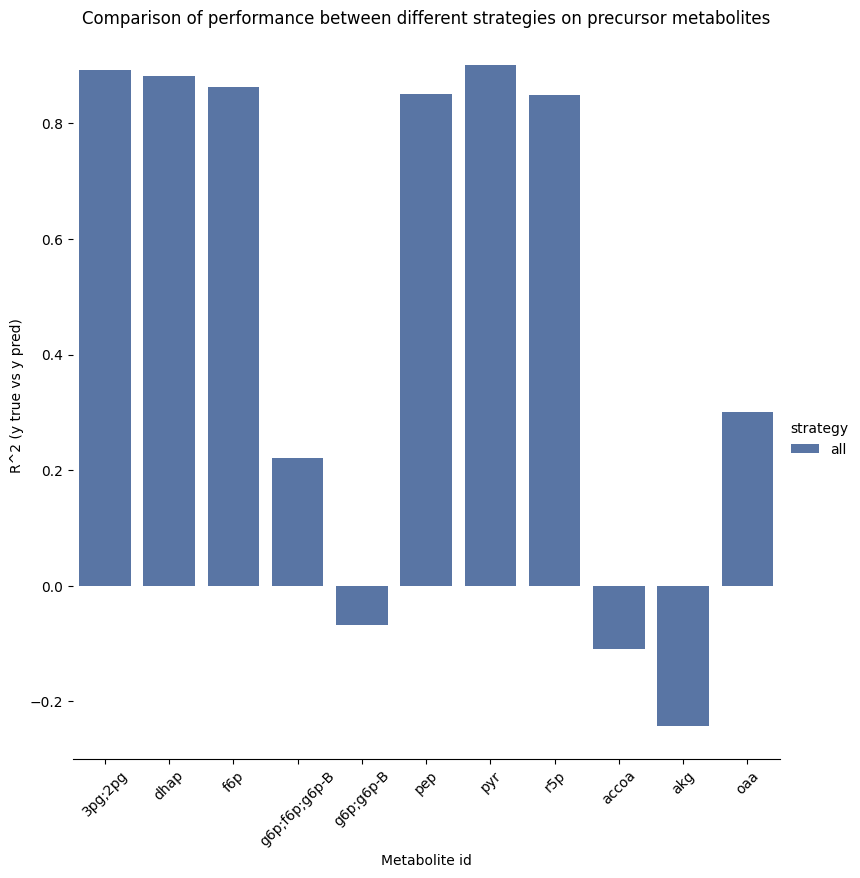 Comparison of performance between different strategies on precursor metabolites
R^2 (y true vs y pred)
0.8
0.6
0.4
0.2
0.0
−0.2
3pg;2pg
dhap
f6p
g6p;f6p;g6p-B
g6p;g6p-B
pep
pyr
r5p
accoa
akg
oaa
Metabolite id
strategy
all